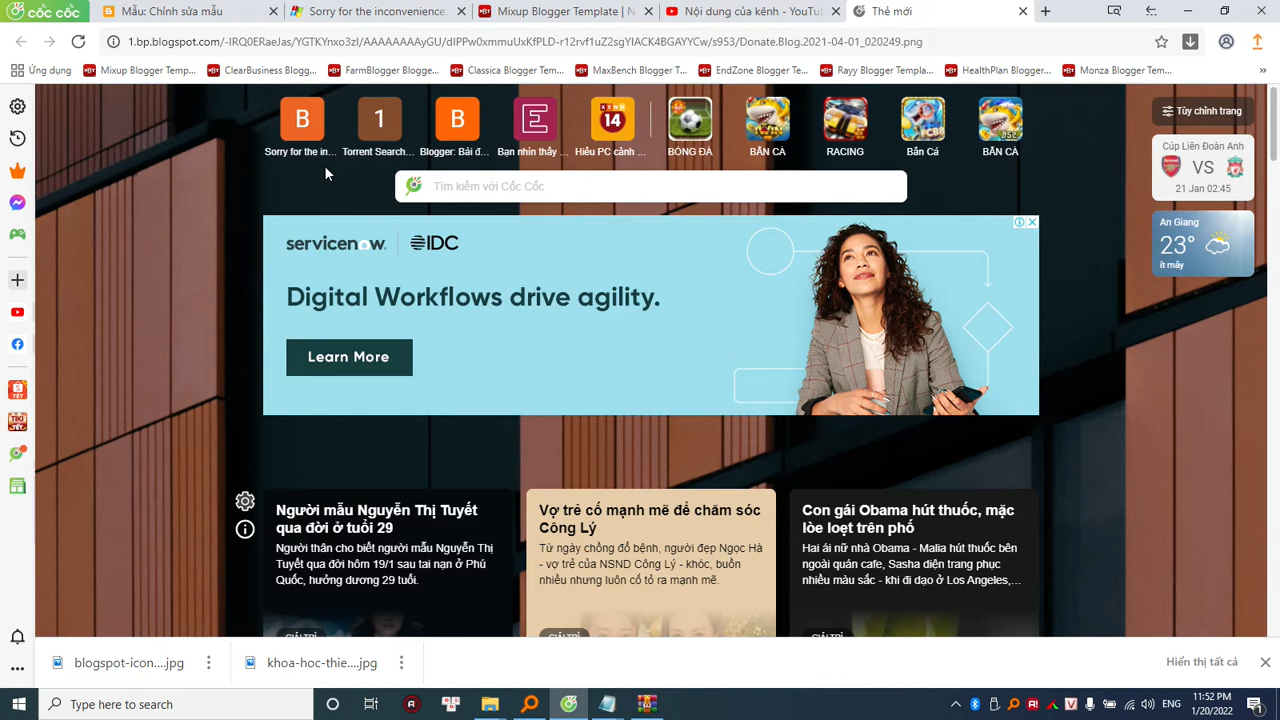 cốc cốc
Mẫu: Chỉnh sửa mẫu
Sorry for the inconvenience.
Mixup Blogger Template | N
Nội dung của kênh - YouTu
Thẻ mới
1.bp.blogspot.com/-IRQ0ERaeJas/YGTKYnxo3zI/AAAAAAAAyGU/dIPPw0xrmuUxKfPLD-r12rvf1uZ2sgYIACK4BGAYYCw/s953/Donate.Blog.2021-04-01_020249.png
Ứng dụng
Mixup Blogger Temp...
ClearBusiness Blogg...
FarmBlogger Blogge...
Classica Blogger Tem...
MaxBench Blogger T...
EndZone Blogger Te...
Rayy Blogger Templa...
HealthPlan Blogger...
Monza Blogger Tem...
»
B
1
B
E
KENH 14
Sorry for the in...
Torrent Search...
Blogger: Bài đ...
Bạn nhìn thấy ...
Hiếu PC cảnh ...
BÓNG ĐÁ
BẮN CÁ
RACING
Bắn Cá
BẮN CÁ
Tìm kiếm với Cốc Cốc
Tùy chỉnh trang
Cúp Liên Đoàn Anh
VS
21 Jan 02:45
An Giang
23°
ít mây
servicenow. IDC
Digital Workflows drive agility.
Learn More
Người mẫu Nguyễn Thị Tuyết
qua đời ở tuổi 29
Người thân cho biết người mẫu Nguyễn Thị
Tuyết qua đời hôm 19/1 sau tai nạn ở Phú
Quốc, hưởng dương 29 tuổi.
GIẢI TRÍ
Vợ trẻ cố mạnh mẽ để chăm sóc
Công Lý
Từ ngày chồng đổ bệnh, người đẹp Ngọc Hà
- vợ trẻ của NSND Công Lý - khóc, buồn
nhiều nhưng luôn cố tỏ ra mạnh mẽ.
GIẢI TRÍ
Con gái Obama hút thuốc, mặc
lòe loẹt trên phố
Hai ái nữ nhà Obama - Malia hút thuốc bên
ngoài quán cafe, Sasha diện trang phục
nhiều màu sắc - khi đi dạo ở Los Angeles,...
GIẢI TRÍ
blogspot-icon....jpg
khoa-hoc-thie....jpg
Hiển thị tất cả
Type here to search
ENG
11:52 PM
1/20/2022